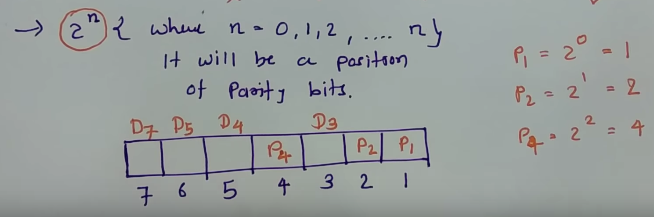 → 2ⁿ { where n = 0, 1, 2, .... n}
It will be a position
of Parity bits.
P₁ = 2⁰ = 1
P₂ = 2¹ = 2
P₄ = 2² = 4
D7 D5 D4 D3
P₄ P₂ P₁
7 6 5 4 3 2 1